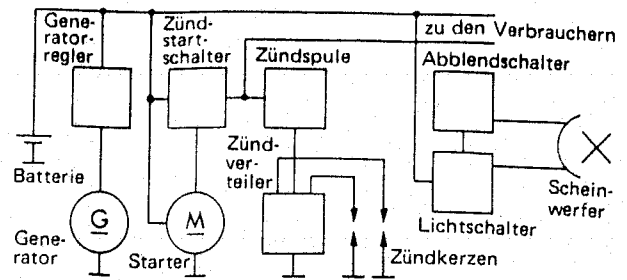 Gene-
rator-
regler
Zünd-
start-
schalter
zu den Verbrauchern
Zündspule
Abblendschalter
Batterie
Zünd-
ver-
teiler
G
M
Generator
Starter
Zündkerzen
Lichtschalter
Schein-
werfer